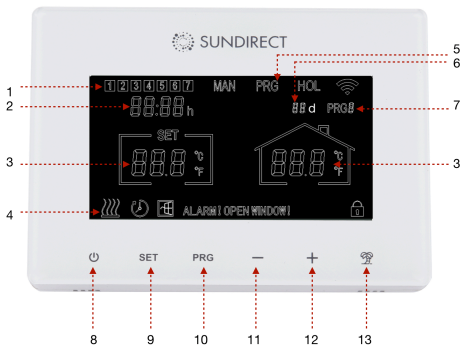 SUNDIRECT
5
6
1
1 2 3 4 5 6 7 MAN PRG HOL
2
88:88h 88 d PRG8
7
SET
3
88.8 °C °F 88.8 °C °F
3
4
ALARM! OPEN WINDOW!
SET PRG − +
8 9 10 11 12 13